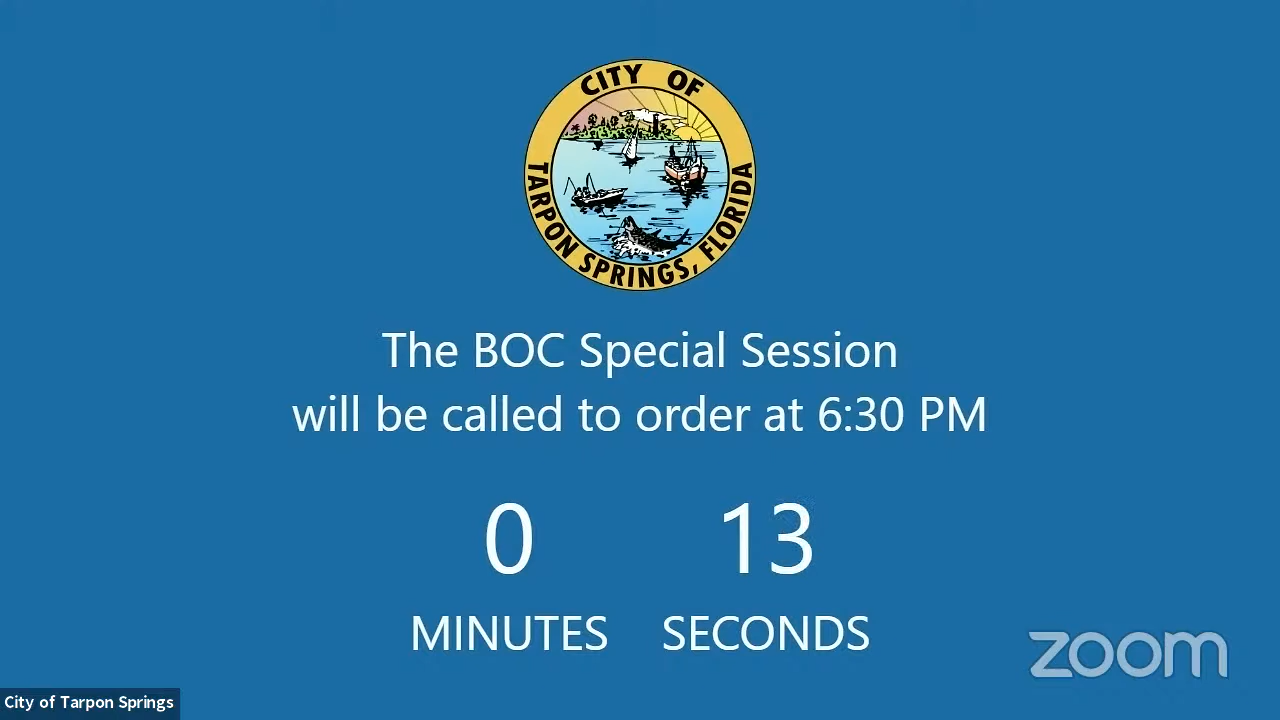 CITY OF
TARPON SPRINGS, FLORIDA
The BOC Special Session
will be called to order at 6:30 PM
0 13
MINUTES SECONDS
zoom
City of Tarpon Springs